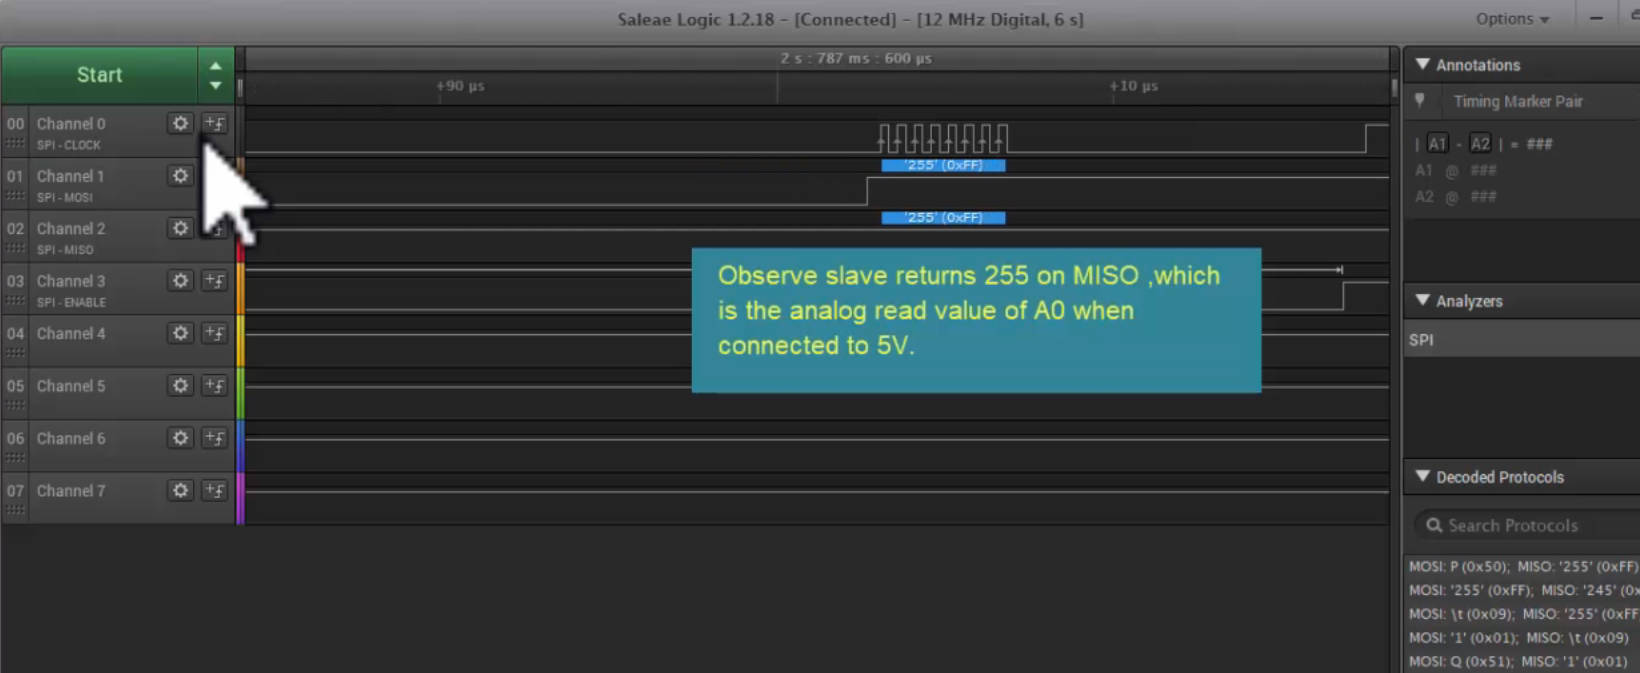 Saleae Logic 1.2.18 - [Connected] - [12 MHz Digital, 6 s]
Options
Start
2 s : 787 ms : 600 µs
+90 µs
+10 µs
00 Channel 0
SPI - CLOCK
'255' (0xFF)
01 Channel 1
SPI - MOSI
'255' (0xFF)
02 Channel 2
SPI - MISO
03 Channel 3
SPI - ENABLE
04 Channel 4
05 Channel 5
06 Channel 6
07 Channel 7
Observe slave returns 255 on MISO ,which
is the analog read value of A0 when
connected to 5V.
Annotations
Timing Marker Pair
| A1 - A2 | = ###
A1 @ ###
A2 @ ###
Analyzers
SPI
Decoded Protocols
Search Protocols
MOSI: P (0x50); MISO: '255' (0xFF)
MOSI: '255' (0xFF); MISO: '245' (0x
MOSI: \t (0x09); MISO: '255' (0xFF
MOSI: '1' (0x01); MISO: \t (0x09)
MOSI: Q (0x51); MISO: '1' (0x01)